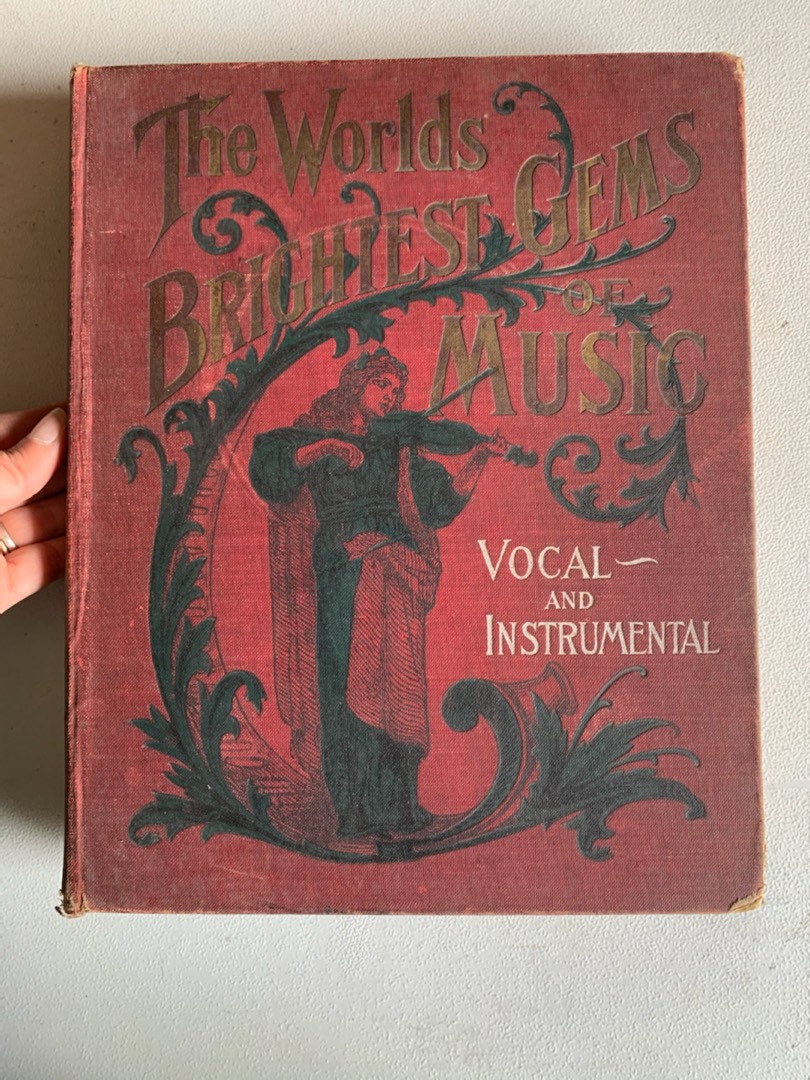 The Worlds
BRIGHTEST GEMS
OF
MUSIC
VOCAL~
AND
INSTRUMENTAL